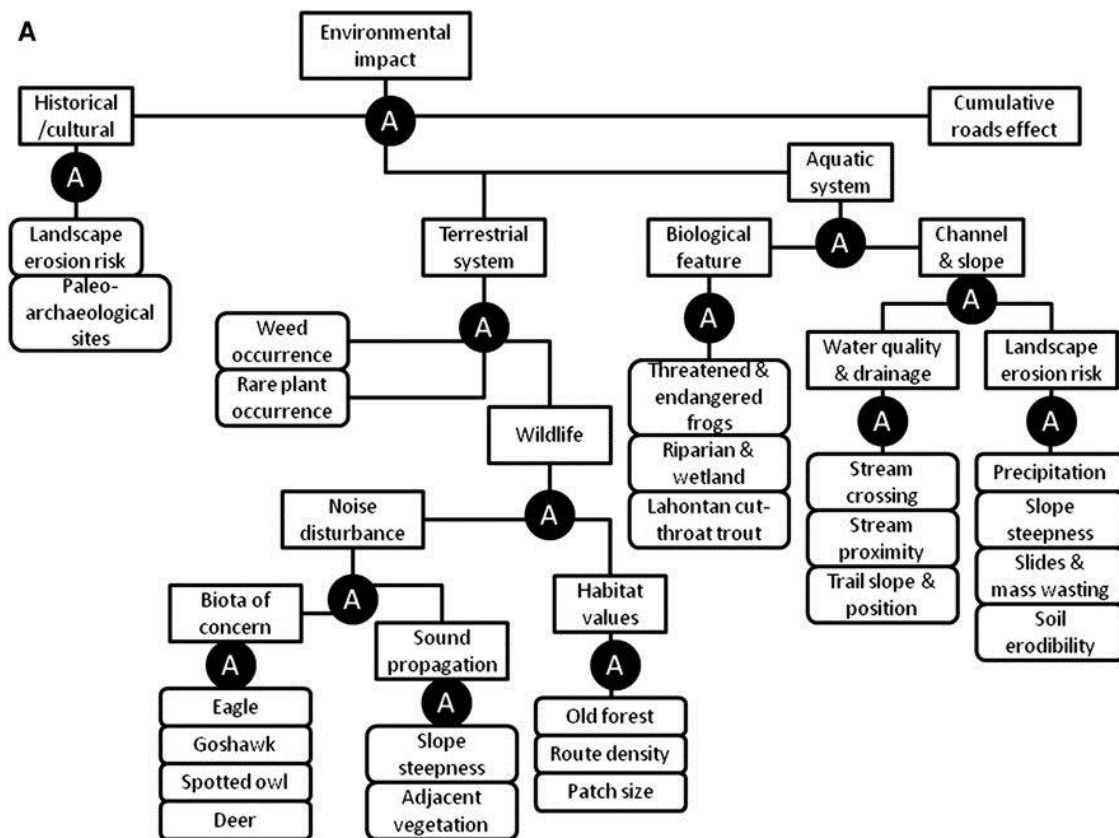 A
Environmental
impact
Historical
/cultural
A
Cumulative
roads effect
A
Landscape
erosion risk
Paleo-
archaeological
sites
Terrestrial
system
Aquatic
system
A
Biological
feature
Channel
& slope
A
Weed
occurrence
Rare plant
occurrence
A
Threatened &
endangered
frogs
Riparian &
wetland
Lahontan cut-
throat trout
A
Water quality
& drainage
Landscape
erosion risk
A
Stream
crossing
Stream
proximity
Trail slope &
position
A
Precipitation
Slope
steepness
Slides &
mass wasting
Soil
erodibility
Wildlife
A
Noise
disturbance
A
Biota of
concern
Sound
propagation
Habitat
values
A
Eagle
Goshawk
Spotted owl
Deer
A
Slope
steepness
Adjacent
vegetation
A
Old forest
Route density
Patch size